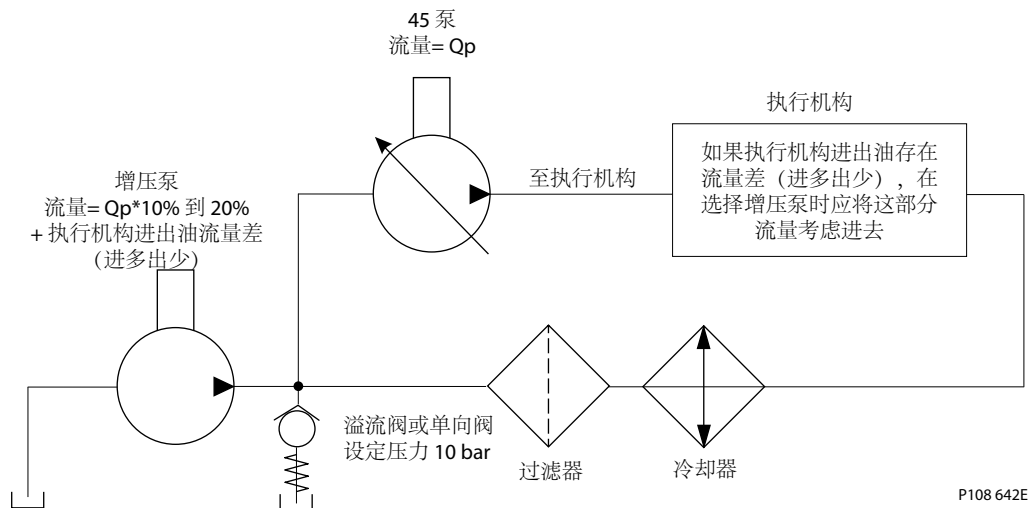 45 泵
流量= Qp
执行机构
如果执行机构进出油存在
流量差（进多出少），在
选择增压泵时应将这部分
流量考虑进去
至执行机构
增压泵
流量= Qp*10% 到 20%
+ 执行机构进出油流量差
（进多出少）
溢流阀或单向阀
设定压力 10 bar
过滤器
冷却器
P108 642E